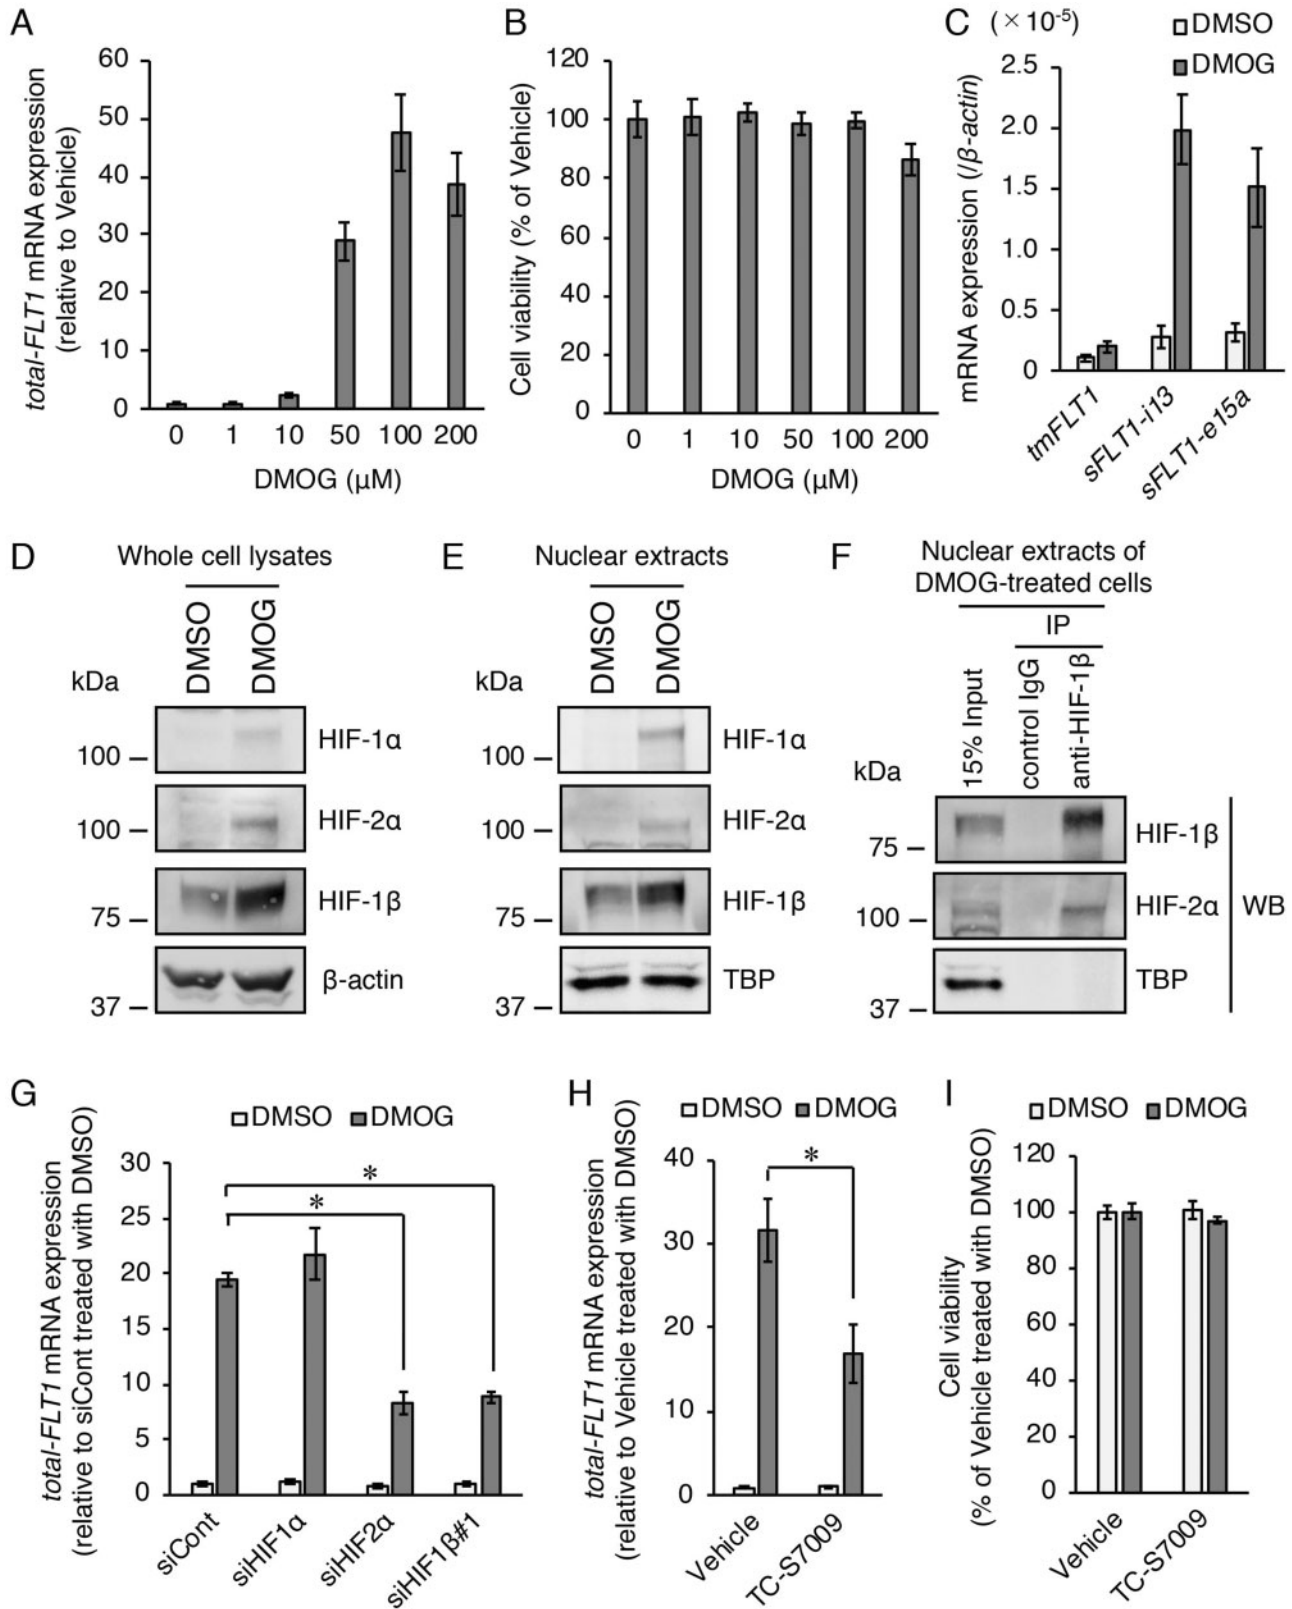 A
total-FLT1 mRNA expression
(relative to Vehicle)
60
50
40
30
20
10
0
0 1 10 50 100 200
DMOG (μM)
B
Cell viability (% of Vehicle)
120
100
80
60
40
20
0
0 1 10 50 100 200
DMOG (μM)
C (×10-5)
DMSO
DMOG
mRNA expression (/β-actin)
2.5
2.0
1.5
1.0
0.5
0
tmFLT1
sFLT1-i13
sFLT1-e15a
D Whole cell lysates
DMSO
DMOG
kDa
100
HIF-1α
100
HIF-2α
75
HIF-1β
37
β-actin
E Nuclear extracts
DMSO
DMOG
kDa
100
HIF-1α
100
HIF-2α
75
HIF-1β
37
TBP
F Nuclear extracts of
DMOG-treated cells
IP
15% Input
control IgG
anti-HIF-1β
kDa
75
HIF-1β
100
HIF-2α
37
TBP
WB
G
DMSO DMOG
total-FLT1 mRNA expression
(relative to siCont treated with DMSO)
30
25
20
15
10
5
0
*
*
siCont
siHIF1α
siHIF2α
siHIF1β#1
H
DMSO DMOG
total-FLT1 mRNA expression
(relative to Vehicle treated with DMSO)
40
30
20
10
0
*
Vehicle
TC-S7009
I
DMSO DMOG
Cell viability
(% of Vehicle treated with DMSO)
120
100
80
60
40
20
0
Vehicle
TC-S7009